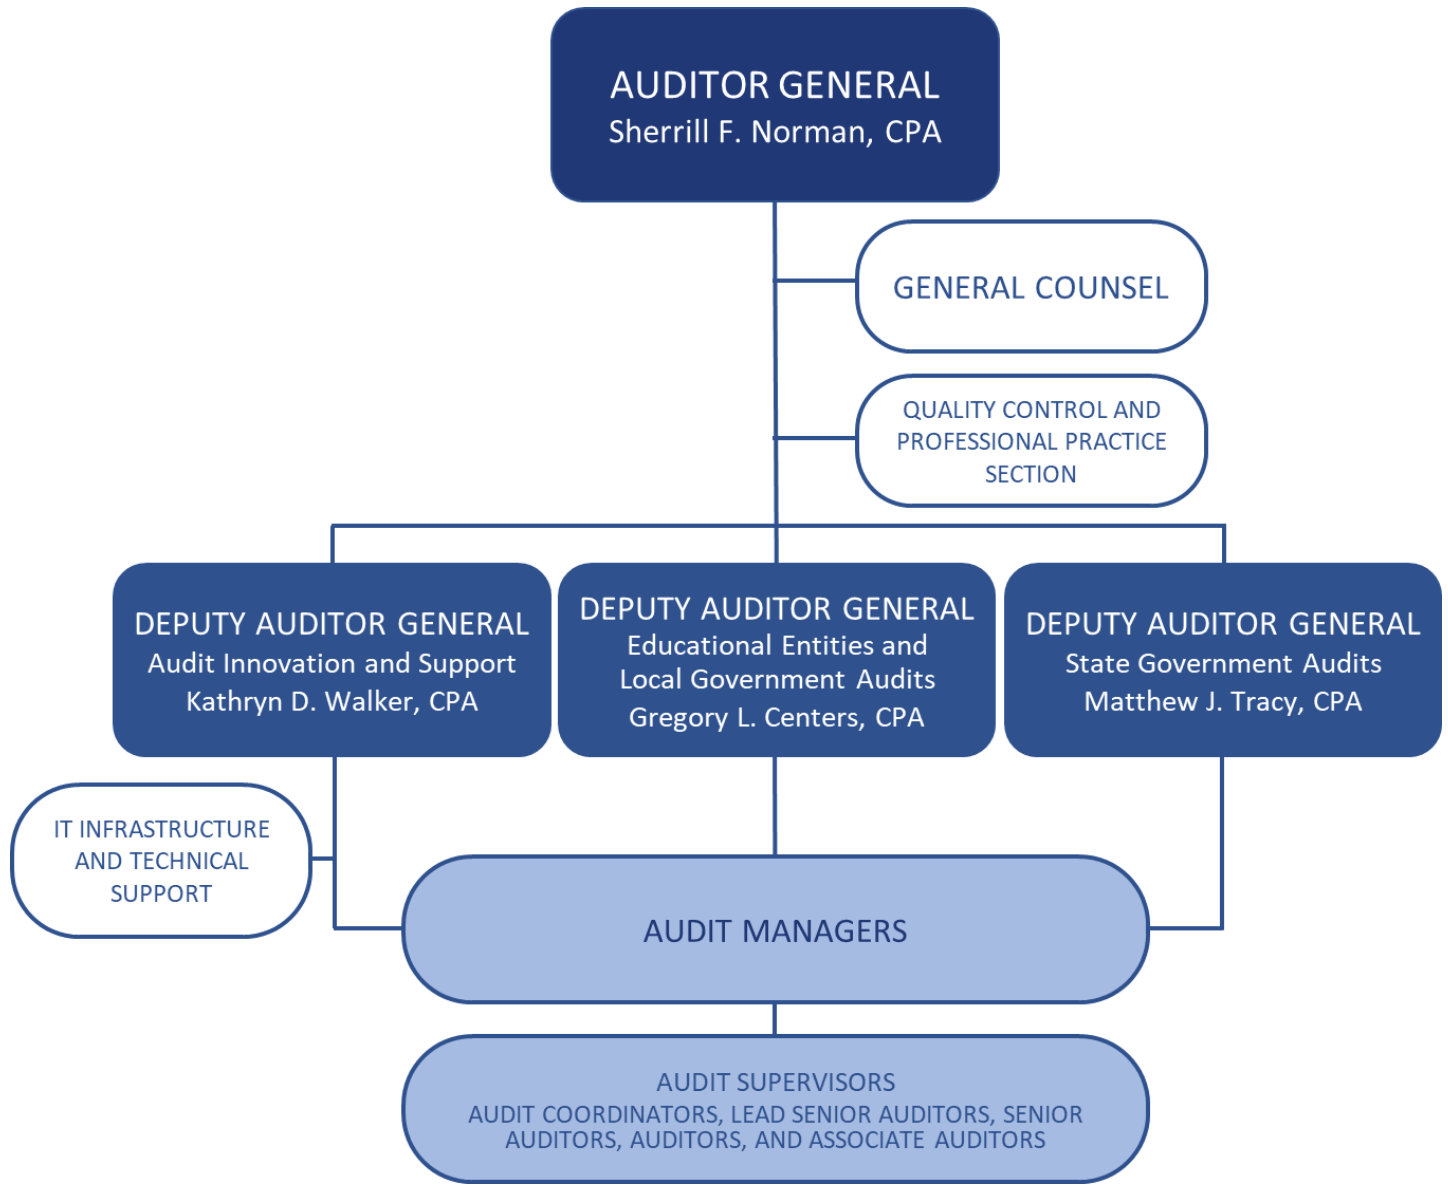 AUDITOR GENERAL
Sherrill F. Norman, CPA
GENERAL COUNSEL
QUALITY CONTROL AND
PROFESSIONAL PRACTICE
SECTION
DEPUTY AUDITOR GENERAL
Audit Innovation and Support
Kathryn D. Walker, CPA
DEPUTY AUDITOR GENERAL
Educational Entities and
Local Government Audits
Gregory L. Centers, CPA
DEPUTY AUDITOR GENERAL
State Government Audits
Matthew J. Tracy, CPA
IT INFRASTRUCTURE
AND TECHNICAL
SUPPORT
AUDIT MANAGERS
AUDIT SUPERVISORS
AUDIT COORDINATORS, LEAD SENIOR AUDITORS, SENIOR
AUDITORS, AUDITORS, AND ASSOCIATE AUDITORS